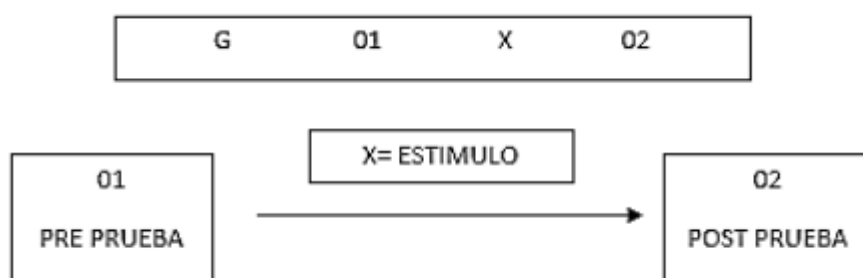 G 01 X 02
X= ESTIMULO
01
PRE PRUEBA
02
POST PRUEBA